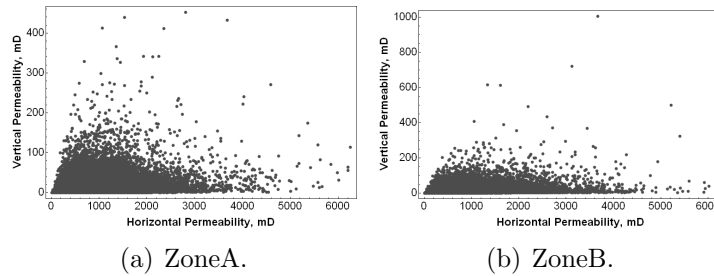 Vertical Permeability, mD
400
300
200
100
0
0 1000 2000 3000 4000 5000 6000
Horizontal Permeability, mD
(a) ZoneA.
Vertical Permeability, mD
1000
800
600
400
200
0
0 1000 2000 3000 4000 5000 6000
Horizontal Permeability, mD
(b) ZoneB.